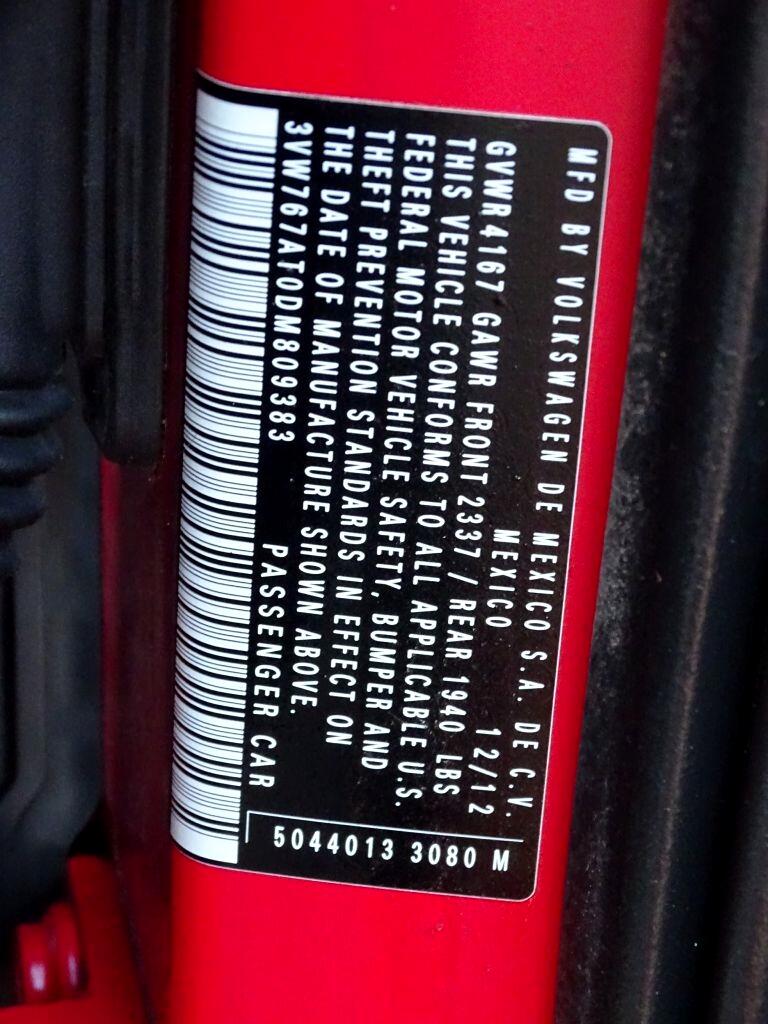 MFD BY VOLKSWAGEN DE MEXICO S.A. DE C.V.
MEXICO 12/12
GVWR 4167 GAWR FRONT 2337 / REAR 1940 LBS
THIS VEHICLE CONFORMS TO ALL APPLICABLE U.S.
FEDERAL MOTOR VEHICLE SAFETY, BUMPER AND
THEFT PREVENTION STANDARDS IN EFFECT ON
THE DATE OF MANUFACTURE SHOWN ABOVE.
3VW767AT0DM809383 PASSENGER CAR
5044013 3080 M